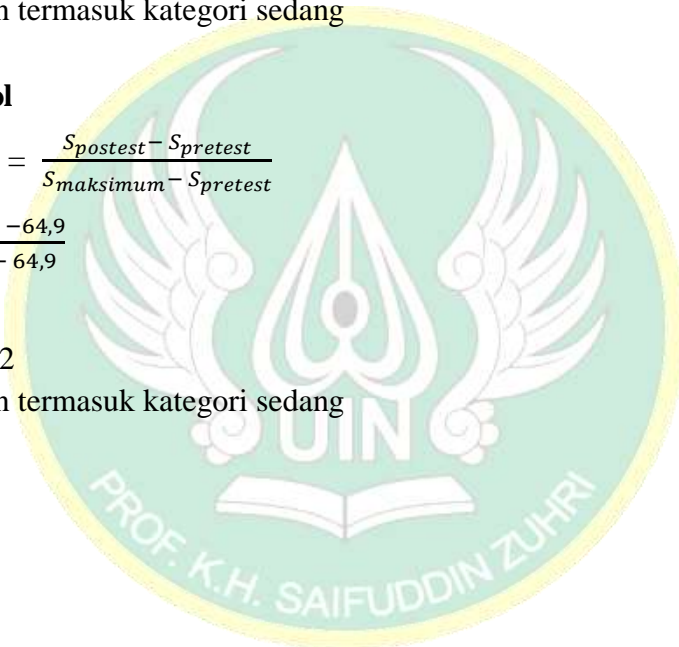 termasuk kategori sedang
= S_postest − S_pretest
S_maksimum − S_pretest
−64,9
− 64,9
2
termasuk kategori sedang
UIN
PROF. K.H. SAIFUDDIN ZUHRI